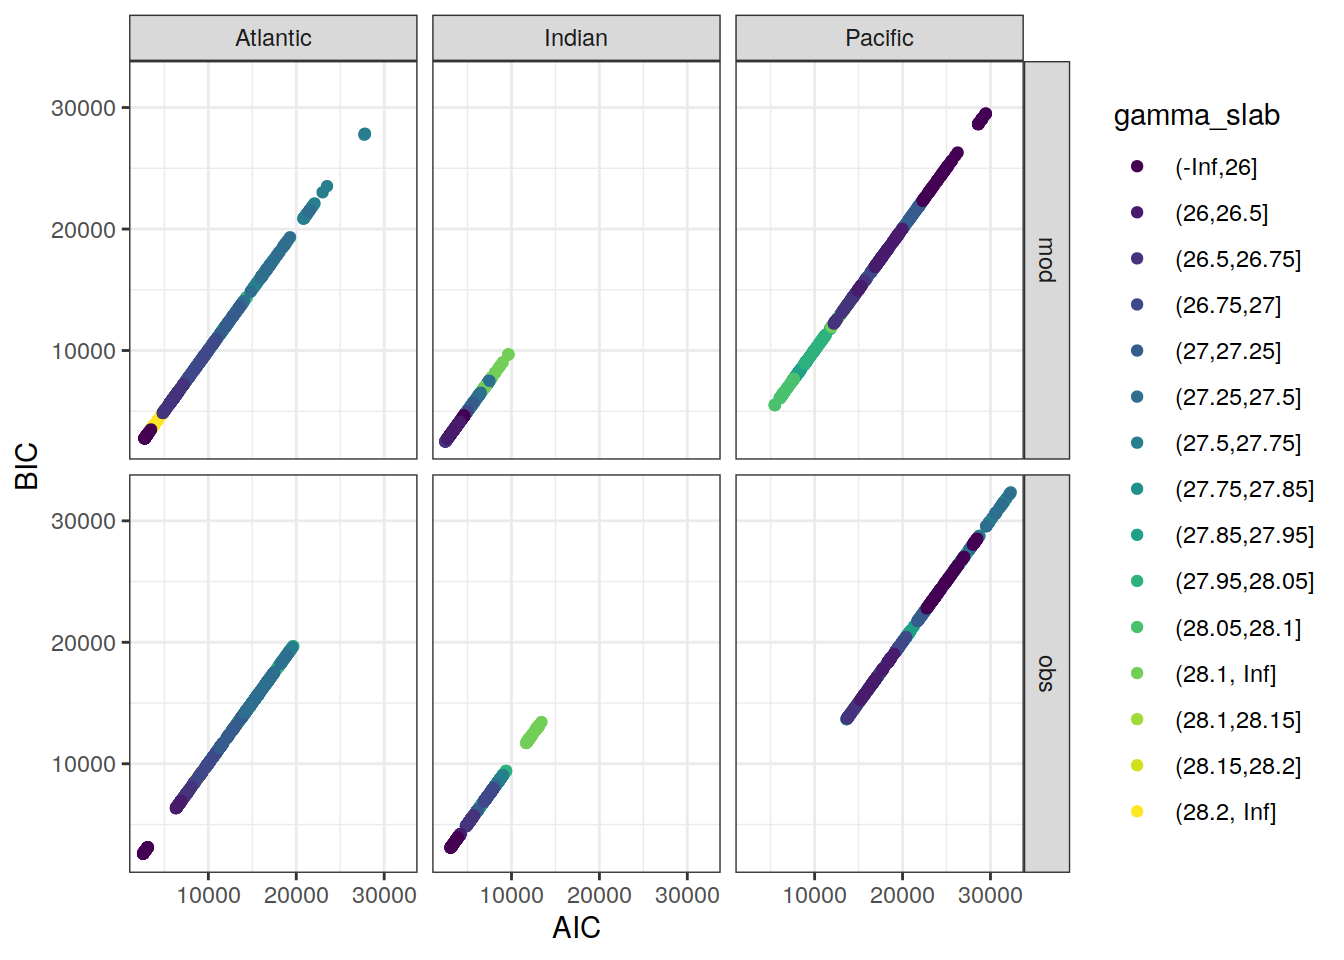 Atlantic Indian Pacific
30000
20000
10000
mod
30000
20000
10000
obs
10000 20000 30000 10000 20000 30000 10000 20000 30000
AIC
BIC
gamma_slab
(-Inf,26]
(26,26.5]
(26.5,26.75]
(26.75,27]
(27,27.25]
(27.25,27.5]
(27.5,27.75]
(27.75,27.85]
(27.85,27.95]
(27.95,28.05]
(28.05,28.1]
(28.1, Inf]
(28.1,28.15]
(28.15,28.2]
(28.2, Inf]